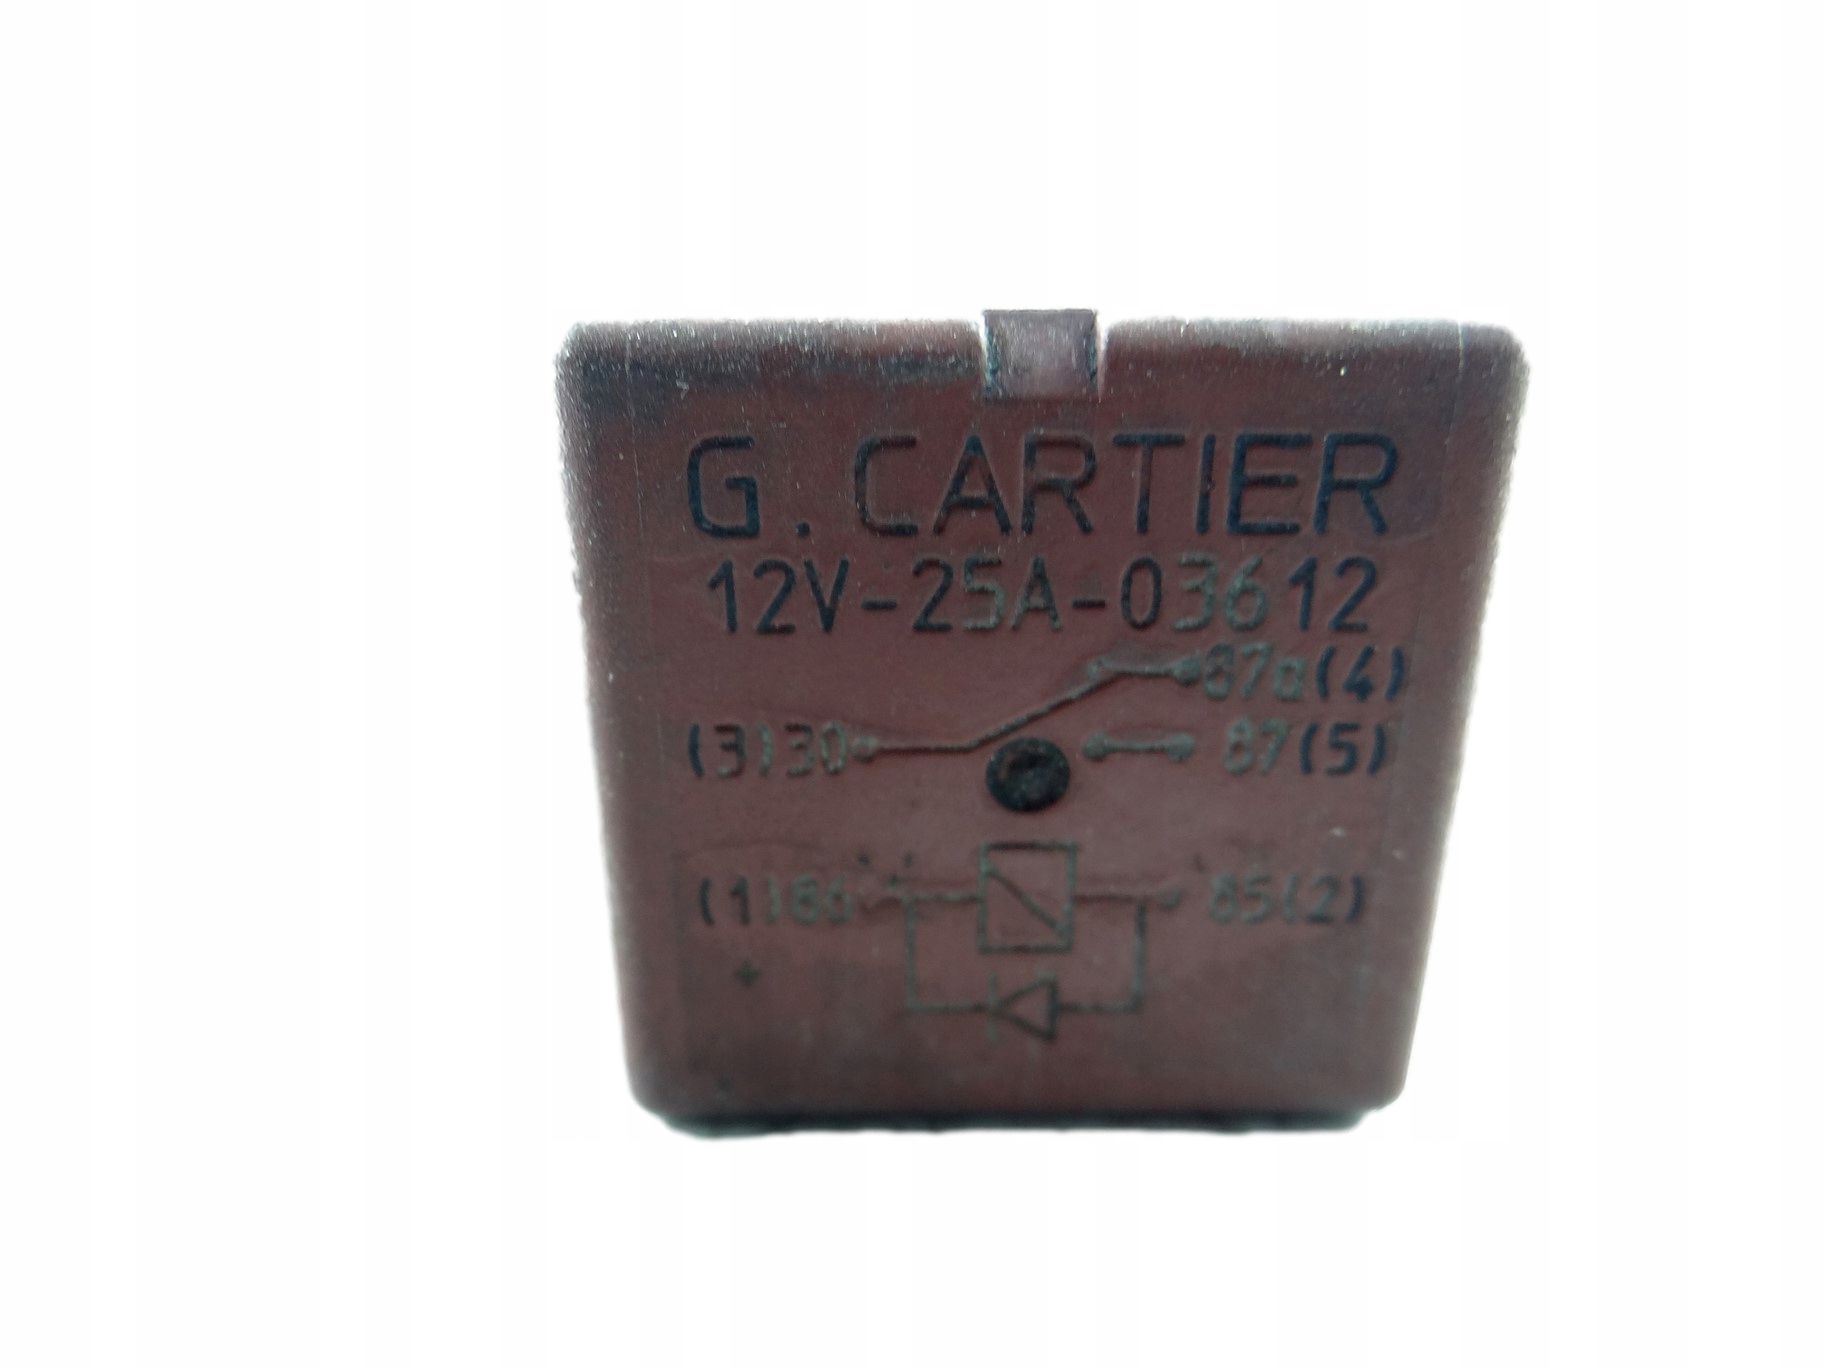 G. CARTIER
12V-25A-03612
87a(4)
(3)30 87(5)
(1)86 85(2)
+